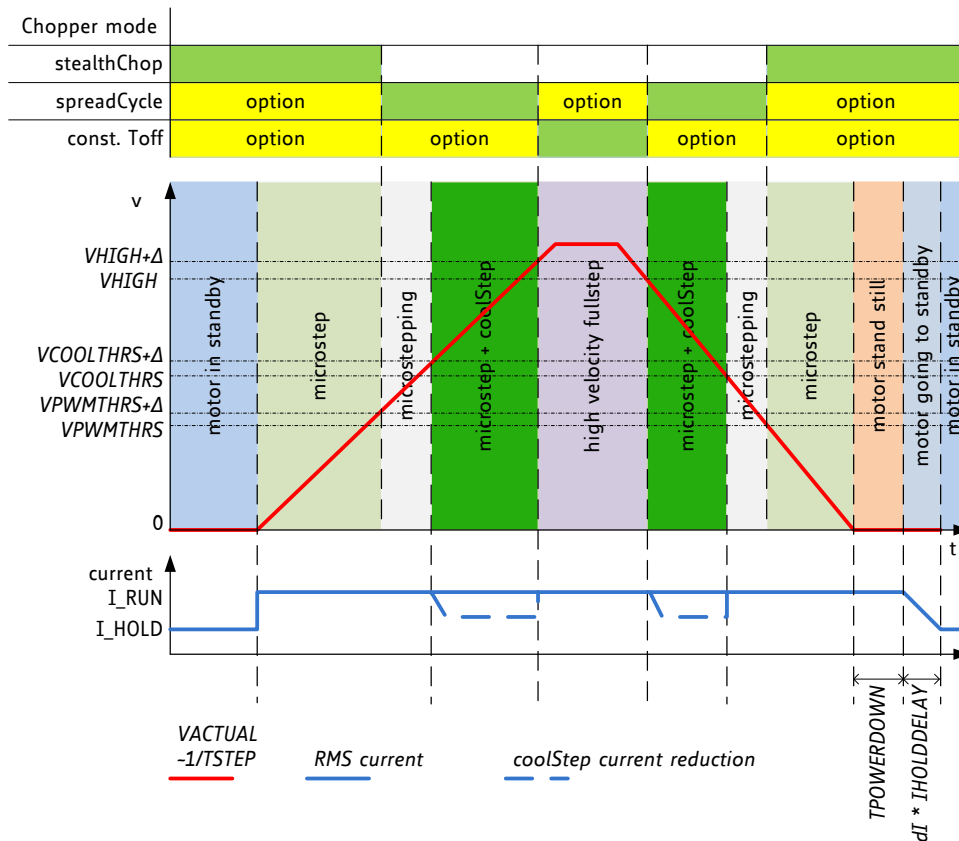 Chopper mode
stealthChop
spreadCycle option option option
const. Toff option option option option
v
VHIGH+Δ
VHIGH
VCOOLTHRS+Δ
VCOOLTHRS
VPWMTHRS+Δ
VPWMTHRS
0
motor in standby
microstep
microstepping
microstep + coolStep
high velocity fullstep
microstep + coolStep
microstepping
microstep
motor stand still
motor going to standby
motor in standby
t
current
I_RUN
I_HOLD
TPOWERDOWN
dI * IHOLDDELAY
VACTUAL
~1/TSTEP
RMS current
coolStep current reduction